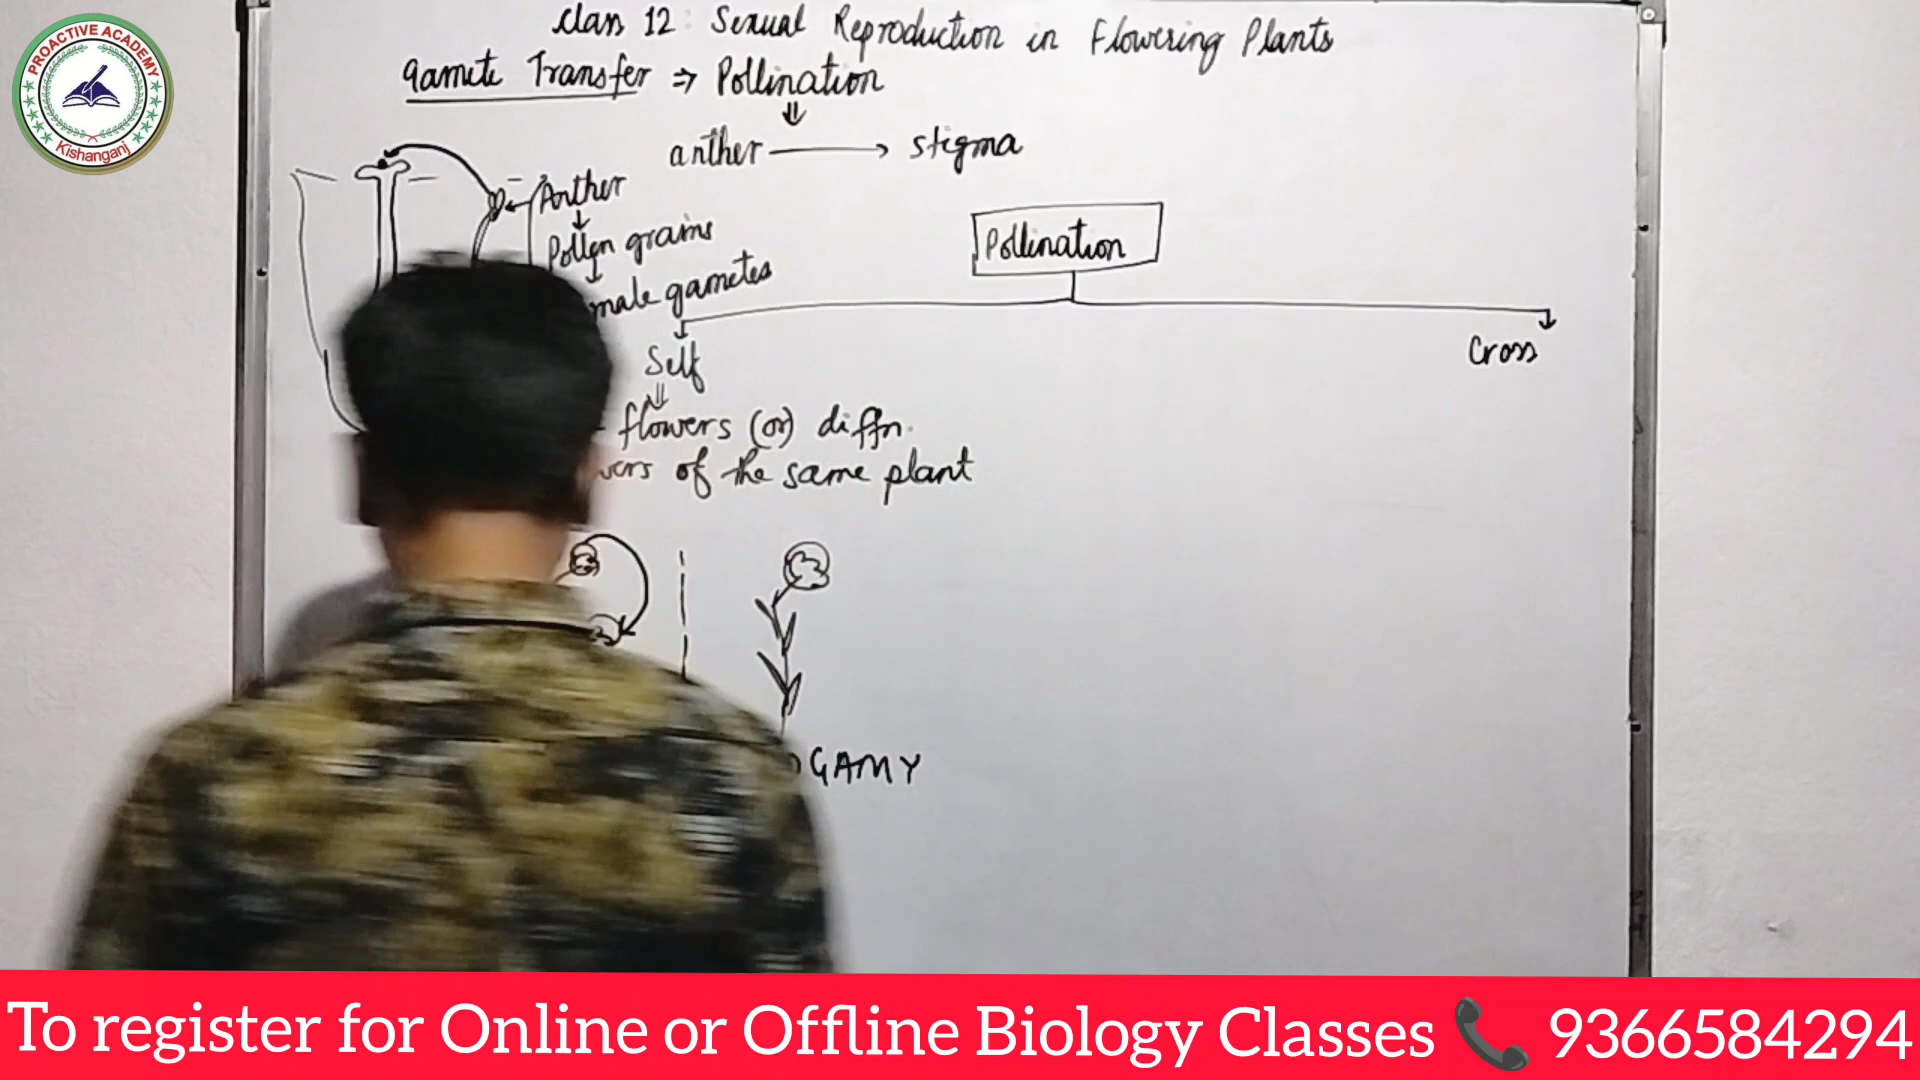 PROACTIVE ACADEMY
Kishanganj
Class 12 : Sexual Reproduction in Flowering Plants
Gamete Transfer ⇒ Pollination
⇓
anther → stigma
Anther
↓
Pollen grains
↓
male gametes
Pollination
Self
Cross
⇓
flowers (or) diffn.
of the same plant
GAMY
To register for Online or Offline Biology Classes 📞 9366584294